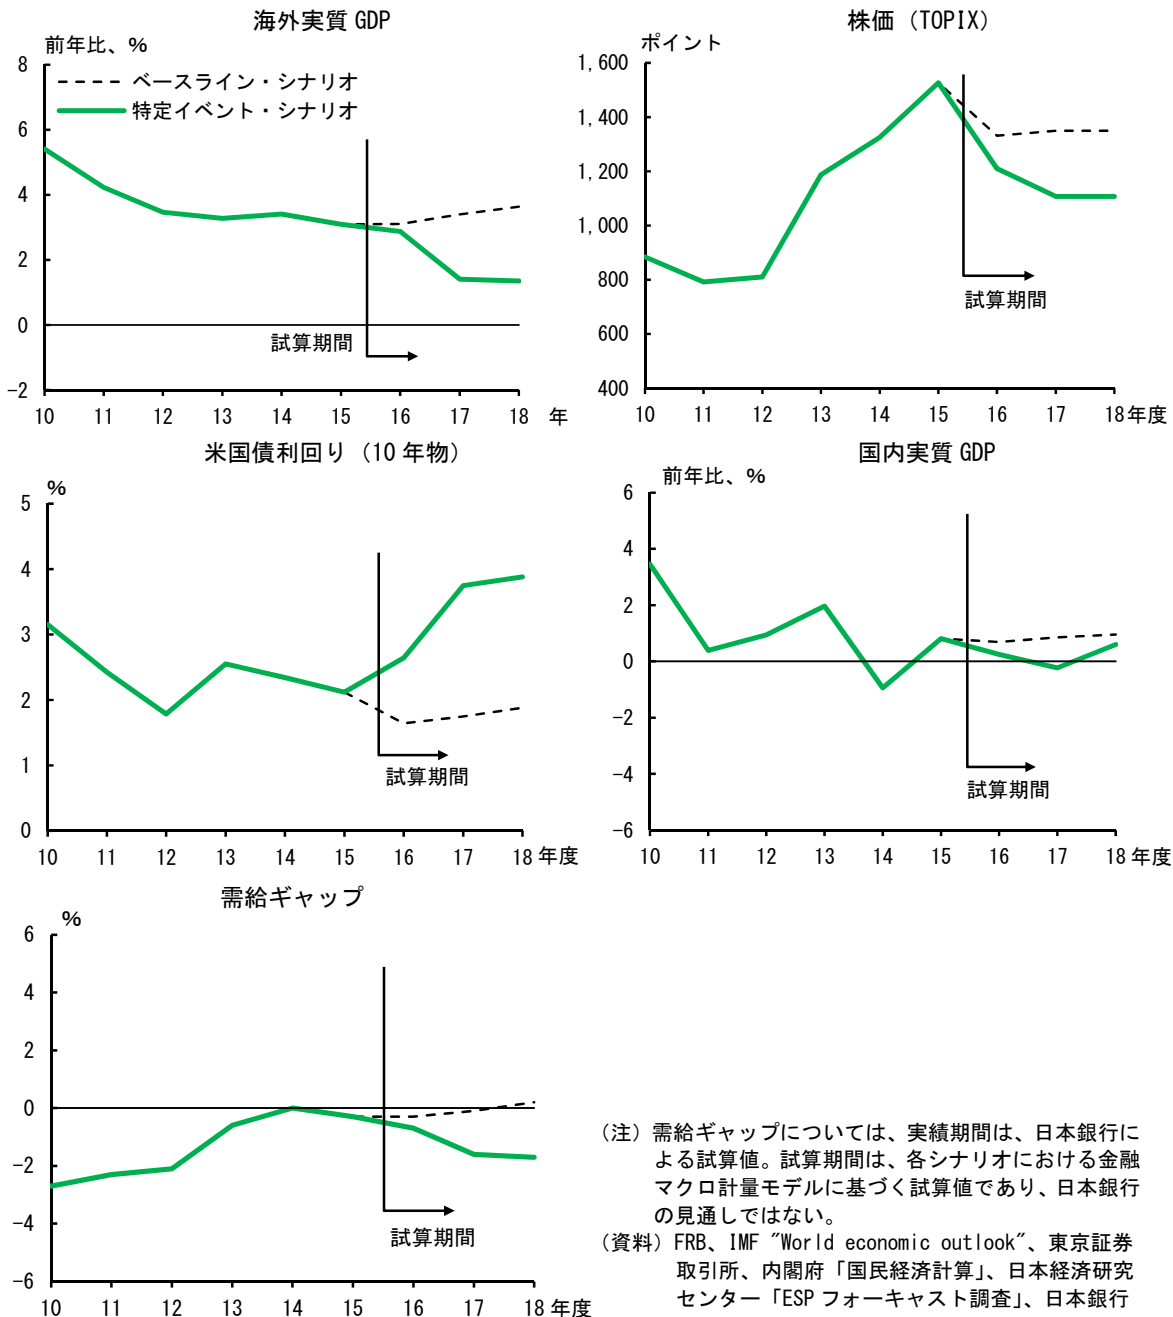 海外実質 GDP
前年比、%
8
6
4
2
0
-2
ベースライン・シナリオ
特定イベント・シナリオ
試算期間
10 11 12 13 14 15 16 17 18 年
株価（TOPIX）
ポイント
1,600
1,400
1,200
1,000
800
600
400
試算期間
10 11 12 13 14 15 16 17 18年度
米国債利回り（10 年物）
%
5
4
3
2
1
0
試算期間
10 11 12 13 14 15 16 17 18 年度
国内実質 GDP
前年比、%
6
4
2
0
-2
-4
-6
試算期間
10 11 12 13 14 15 16 17 18 年度
需給ギャップ
%
6
4
2
0
-2
-4
-6
試算期間
10 11 12 13 14 15 16 17 18 年度
（注）需給ギャップについては、実績期間は、日本銀行に
よる試算値。試算期間は、各シナリオにおける金融
マクロ計量モデルに基づく試算値であり、日本銀行
の見通しではない。
（資料）FRB、IMF "World economic outlook"、東京証券
取引所、内閣府「国民経済計算」、日本経済研究
センター「ESP フォーキャスト調査」、日本銀行